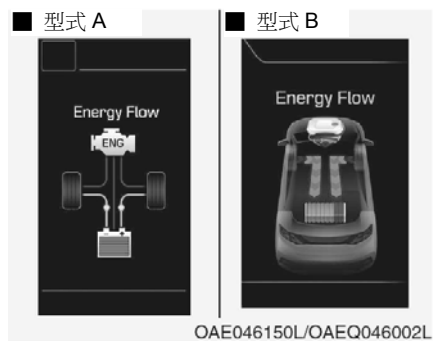 ■ 型式 A
■ 型式 B
Energy Flow
ENG
Energy Flow
OAE046150L/OAEQ046002L